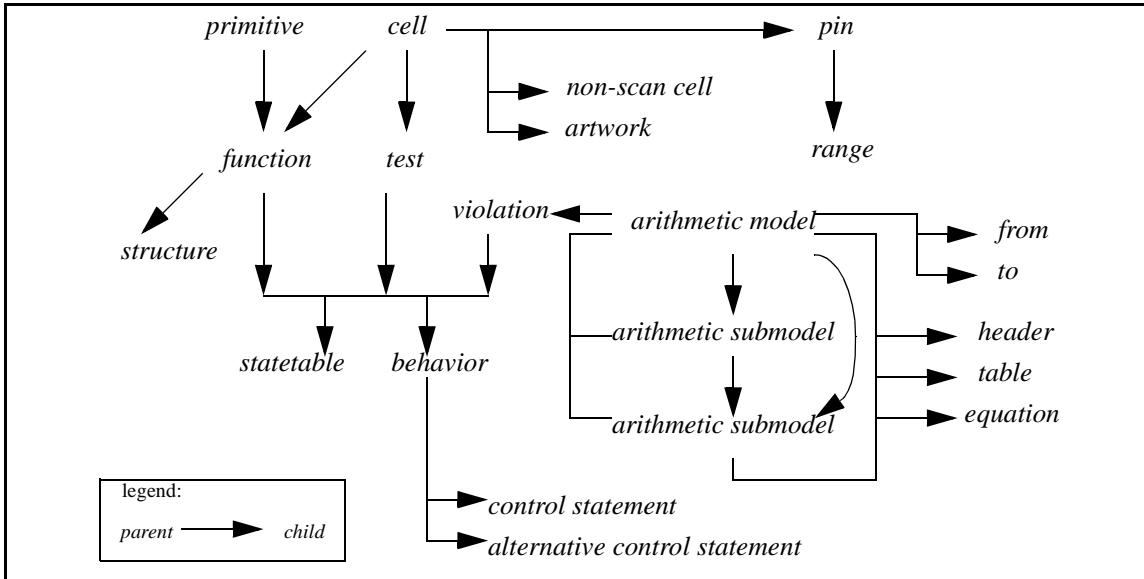 primitive
cell
pin
non-scan cell
artwork
function
test
range
violation
arithmetic model
from
structure
to
arithmetic submodel
header
statetable
behavior
table
equation
arithmetic submodel
legend:
parent
child
control statement
alternative control statement